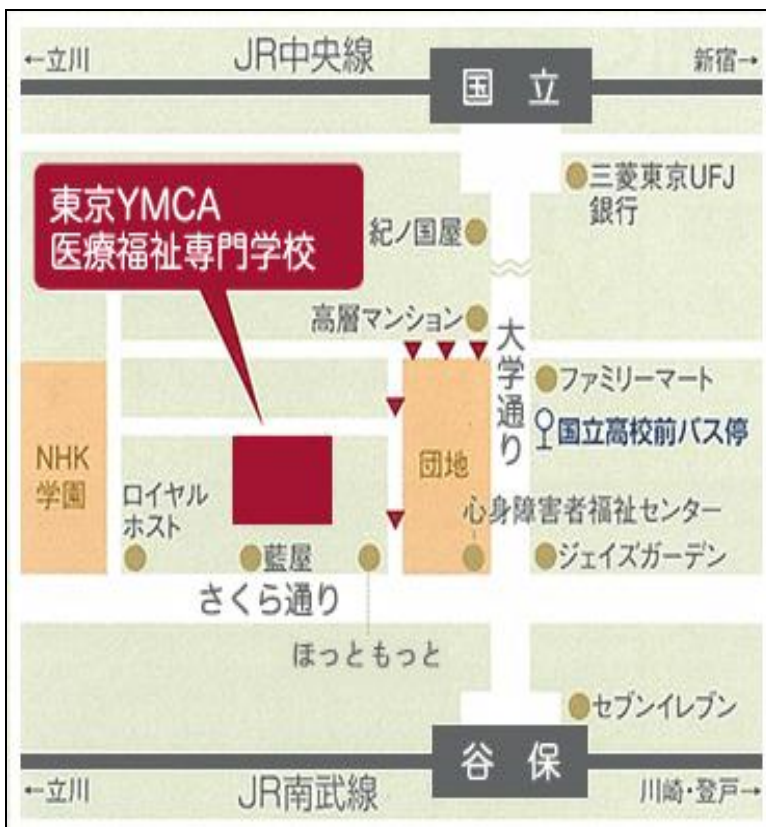 ←立川
JR中央線
新宿→
国 立
東京YMCA
医療福祉専門学校
三菱東京UFJ
銀行
紀ノ国屋
高層マンション
大学通り
ファミリーマート
国立高校前バス停
NHK
学園
団地
ロイヤル
ホスト
心身障害者福祉センター
藍屋
ジェイズガーデン
さくら通り
ほっともっと
セブンイレブン
谷 保
←立川
JR南武線
川崎・登戸→